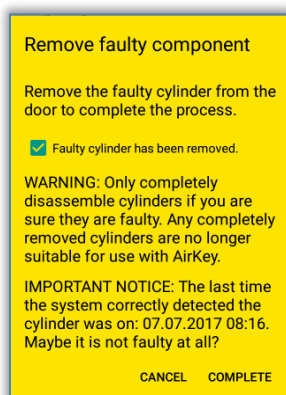 Remove faulty component
Remove the faulty cylinder from the
door to complete the process.
Faulty cylinder has been removed.
WARNING: Only completely
disassemble cylinders if you are
sure they are faulty. Any completely
removed cylinders are no longer
suitable for use with AirKey.
IMPORTANT NOTICE: The last time
the system correctly detected the
cylinder was on: 07.07.2017 08:16.
Maybe it is not faulty at all?
CANCEL COMPLETE